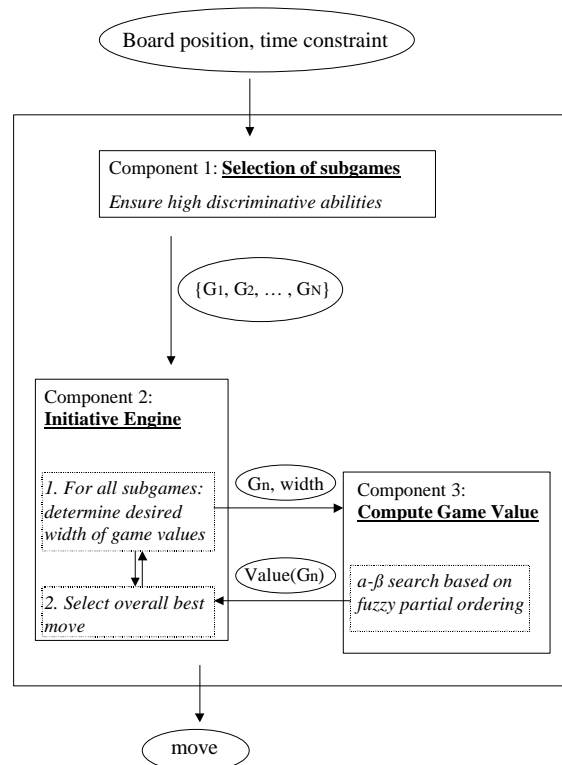 Board position, time constraint
Component 1: Selection of subgames
Ensure high discriminative abilities
{G1, G2, … , GN}
Component 2:
Initiative Engine
1. For all subgames:
determine desired
width of game values
2. Select overall best
move
Gn, width
Value(Gn)
Component 3:
Compute Game Value
α-β search based on
fuzzy partial ordering
move